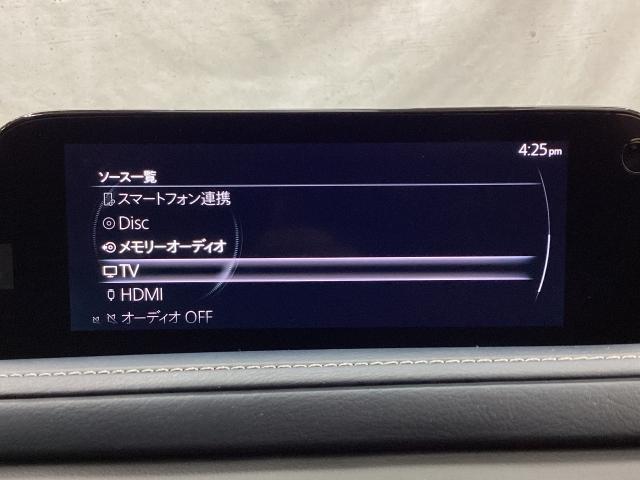 4:25pm
ソース一覧
スマートフォン連携
Disc
メモリーオーディオ
TV
HDMI
オーディオ OFF